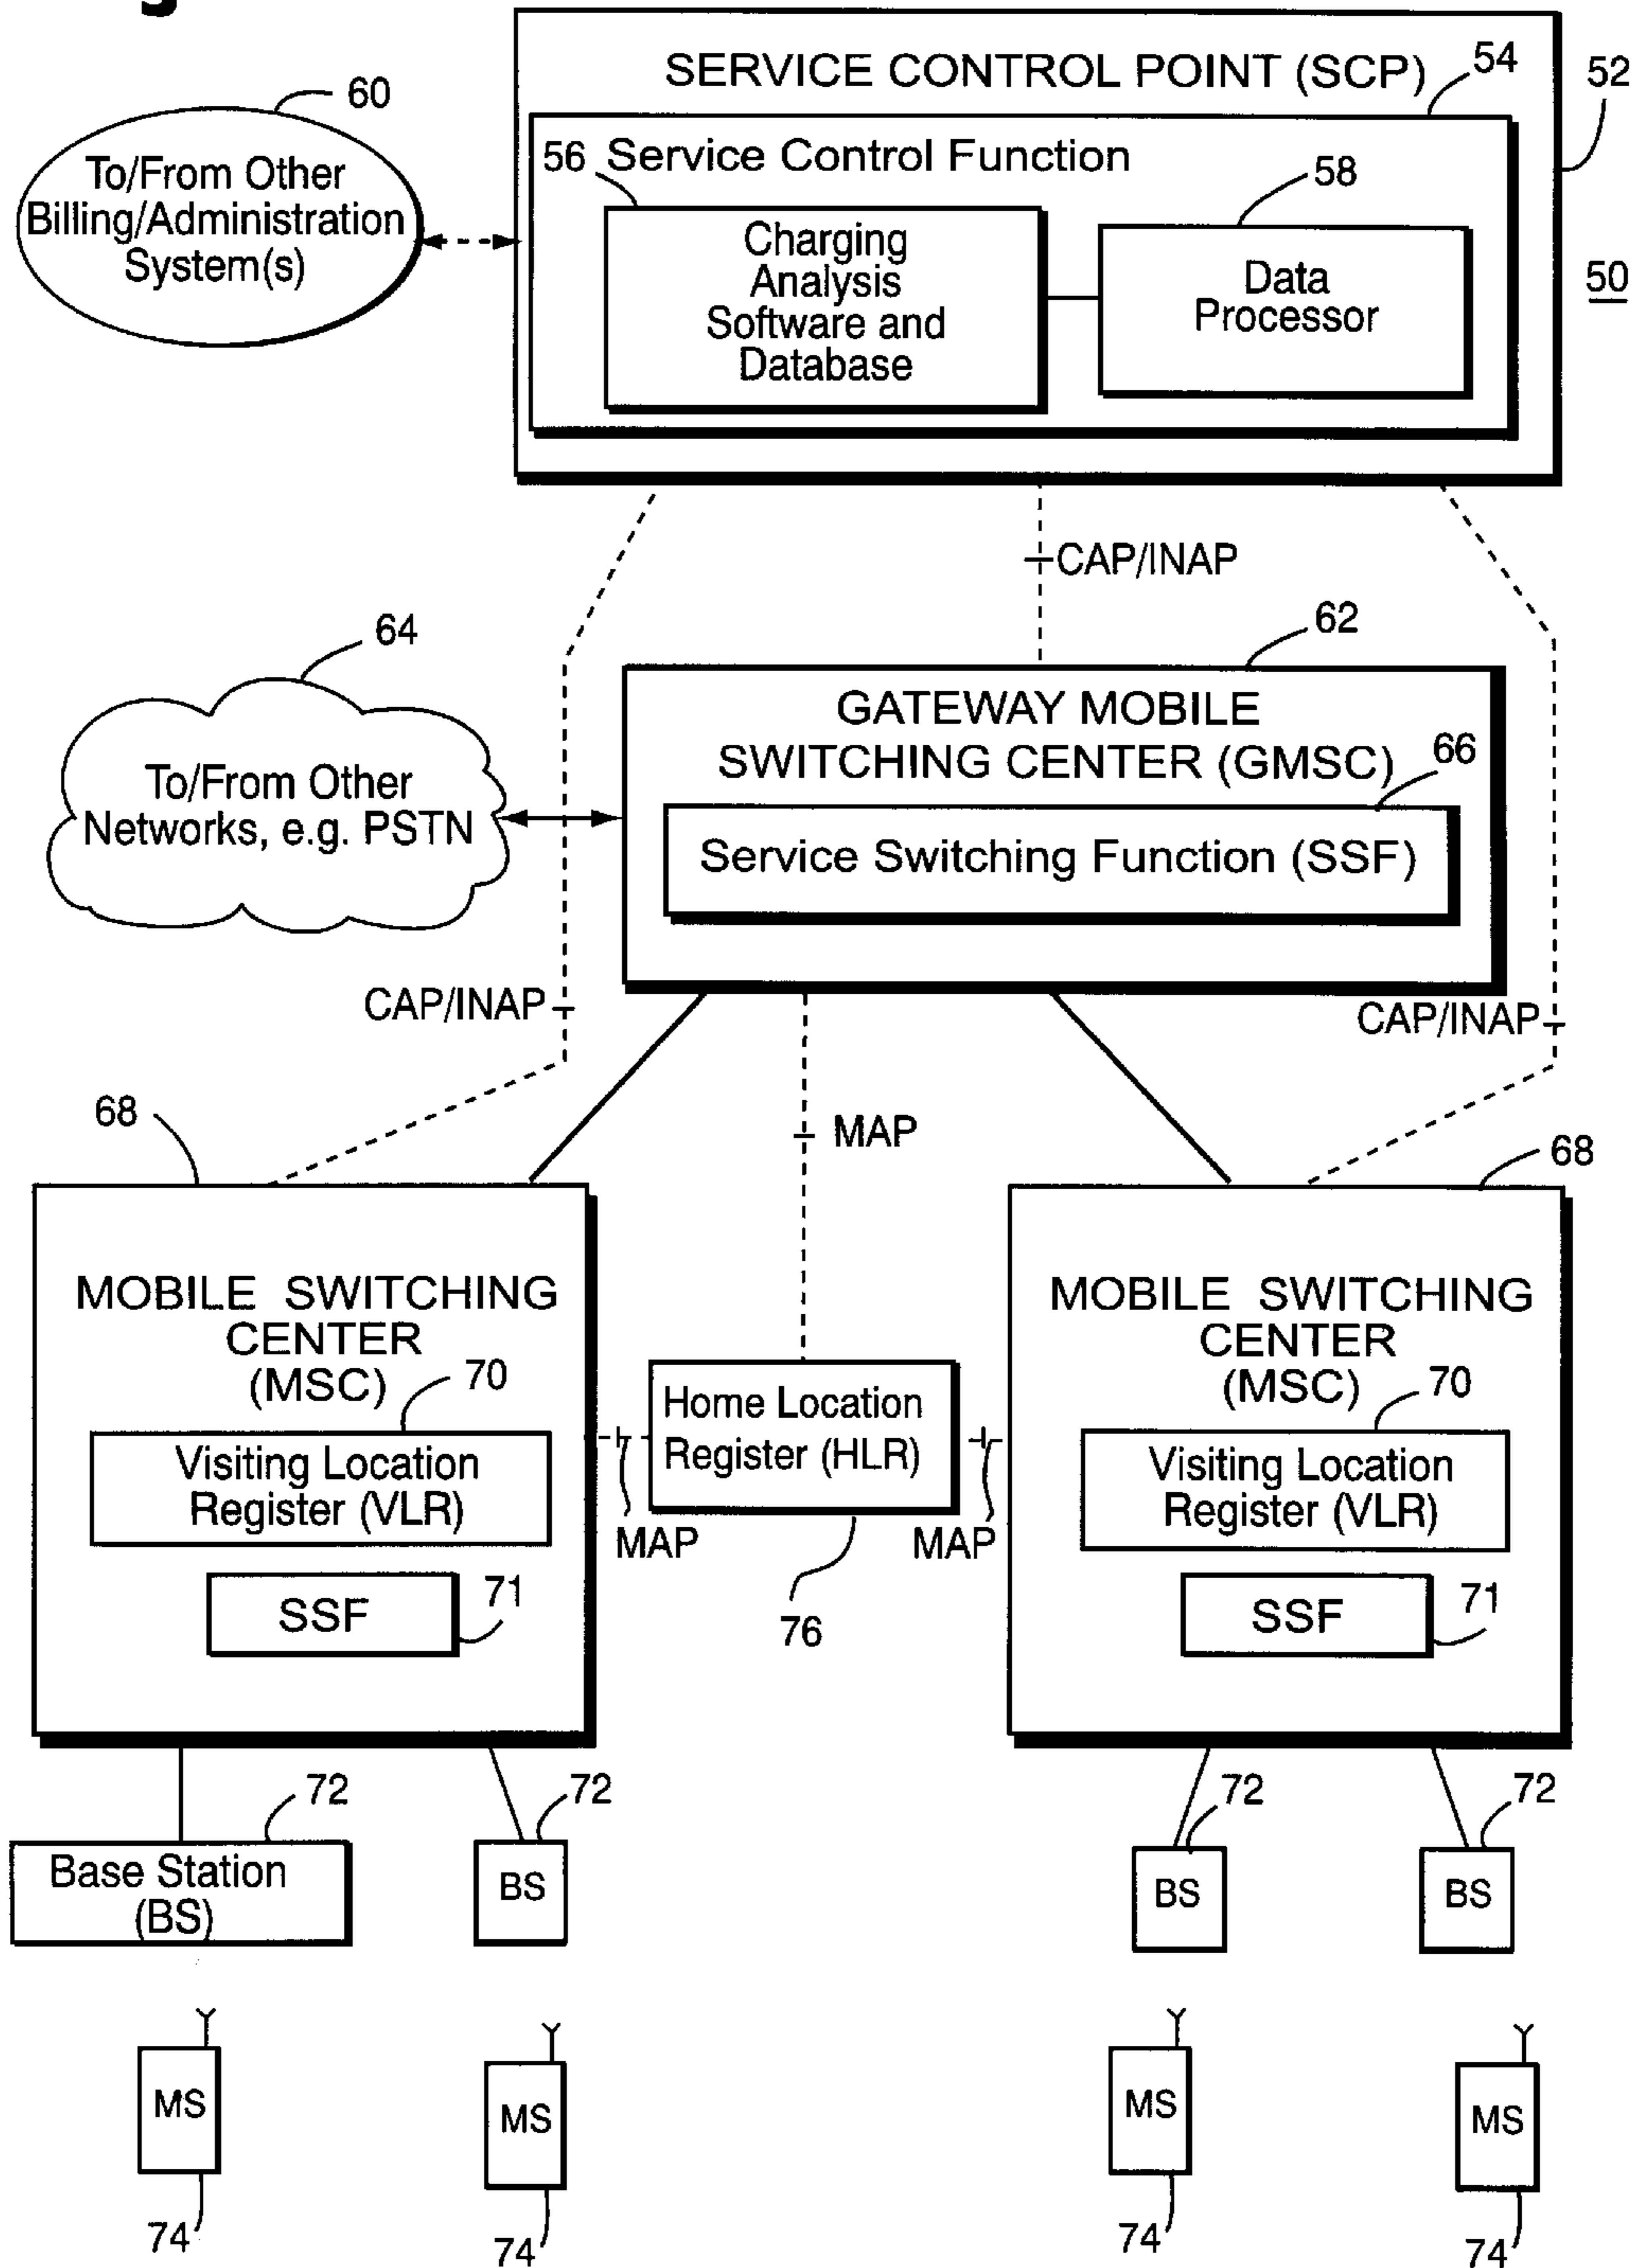 SERVICE CONTROL POINT (SCP)
54
52
60
To/From Other
Billing/Administration
System(s)
56 Service Control Function
58
Charging
Analysis
Software and
Database
Data
Processor
50
CAP/INAP
62
64
GATEWAY MOBILE
SWITCHING CENTER (GMSC)
66
To/From Other
Networks, e.g. PSTN
Service Switching Function (SSF)
CAP/INAP
CAP/INAP
68
MAP
68
MOBILE SWITCHING
CENTER
(MSC)
70
Visiting Location
Register (VLR)
SSF
71
Home Location
Register (HLR)
MAP
MAP
76
MOBILE SWITCHING
CENTER
(MSC)
70
Visiting Location
Register (VLR)
SSF
71
72
72
72
72
Base Station
(BS)
BS
BS
BS
MS
MS
MS
MS
74
74
74
74